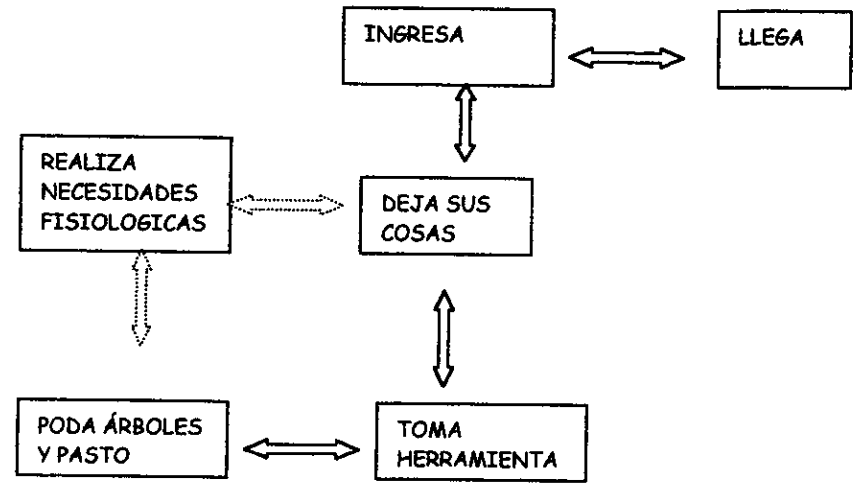 INGRESA
LLEGA
REALIZA
NECESIDADES
FISIOLOGICAS
DEJA SUS
COSAS
PODA ÁRBOLES
Y PASTO
TOMA
HERRAMIENTA